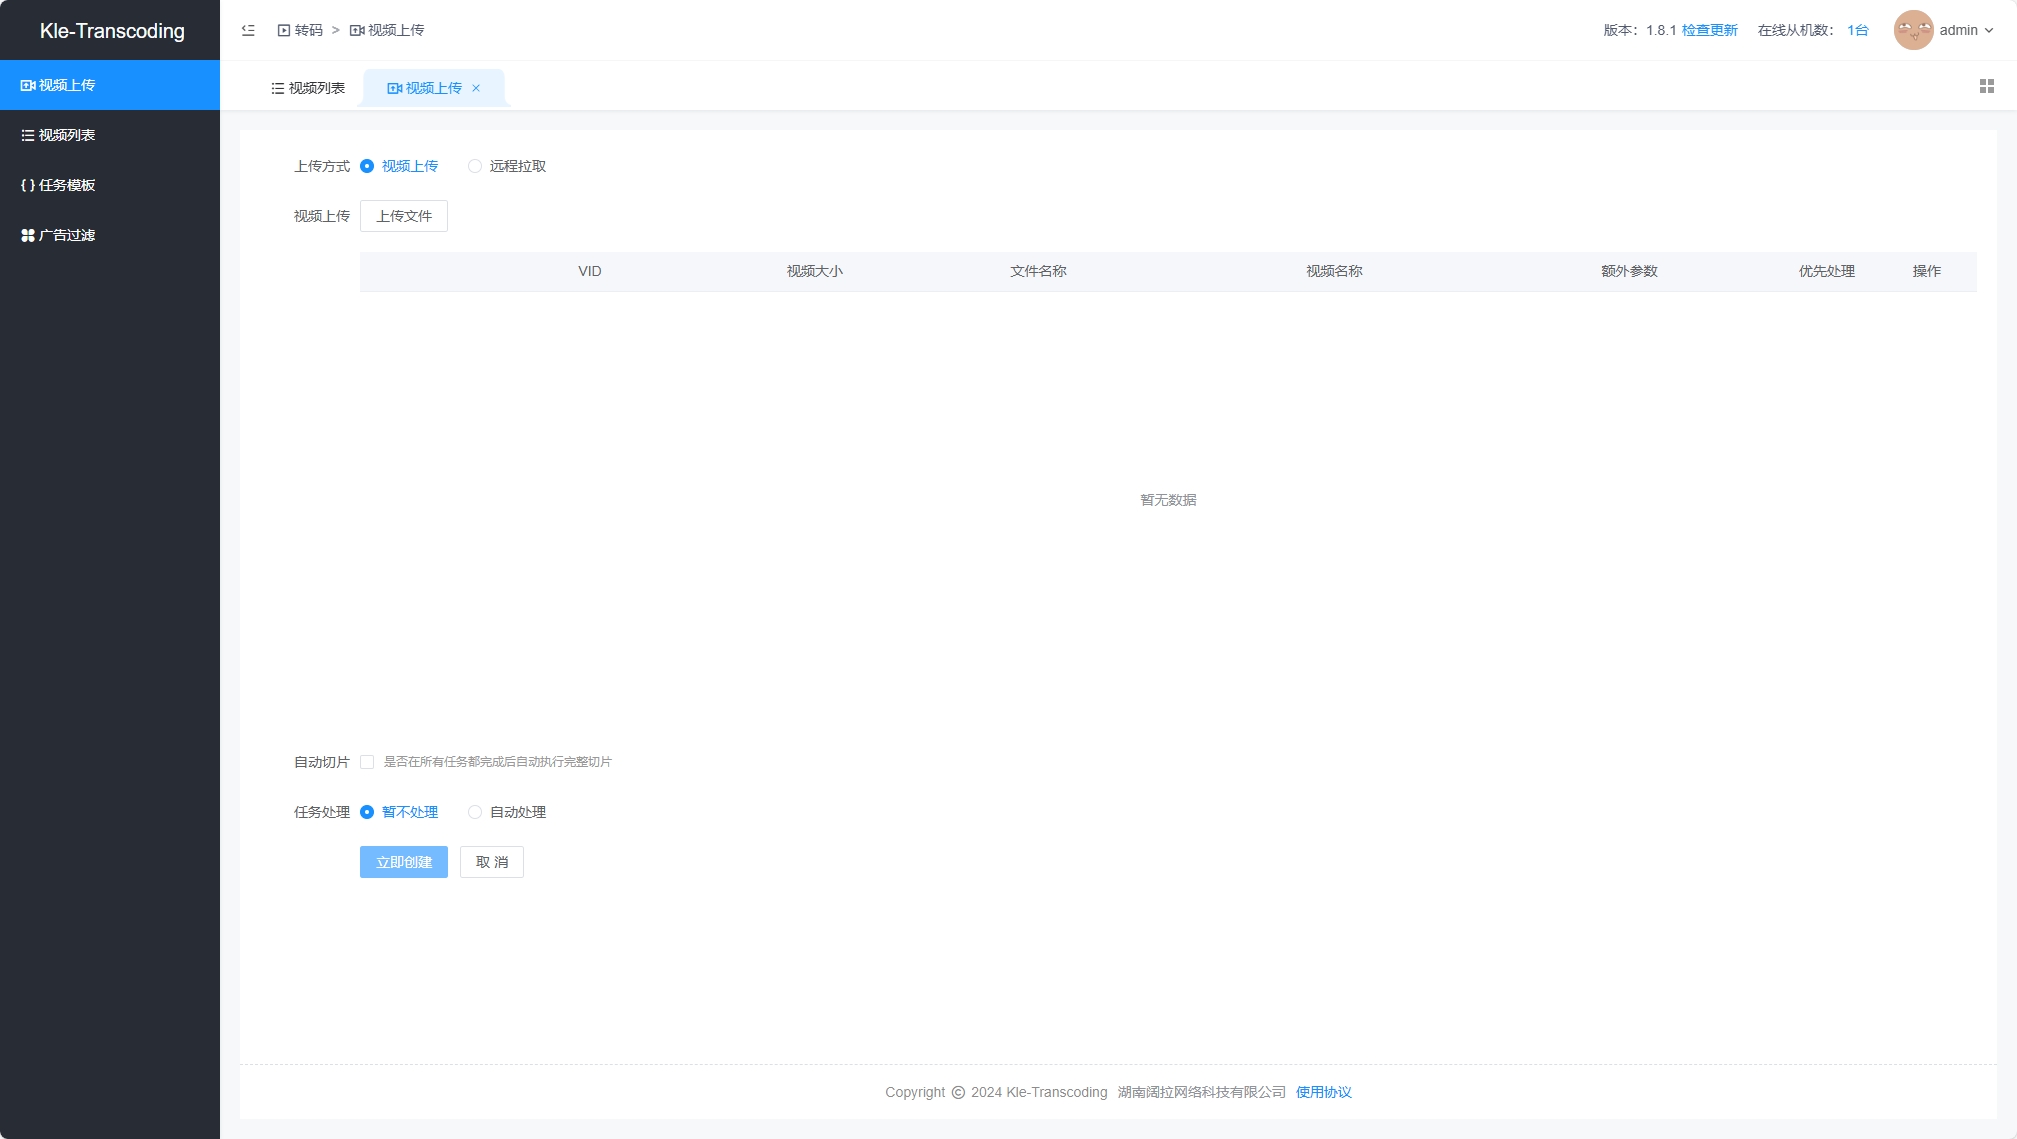 Kle-Transcoding
转码 > 视频上传
版本：1.8.1 检查更新 在线从机数： 1台
admin
视频上传
视频列表
任务模板
广告过滤
视频列表
视频上传 ×
上传方式 视频上传 远程拉取
视频上传 上传文件
VID 视频大小 文件名称 视频名称 额外参数 优先处理 操作
暂无数据
自动切片 是否在所有任务都完成后自动执行完整切片
任务处理 暂不处理 自动处理
立即创建 取 消
Copyright © 2024 Kle-Transcoding 湖南阔拉网络科技有限公司 使用协议